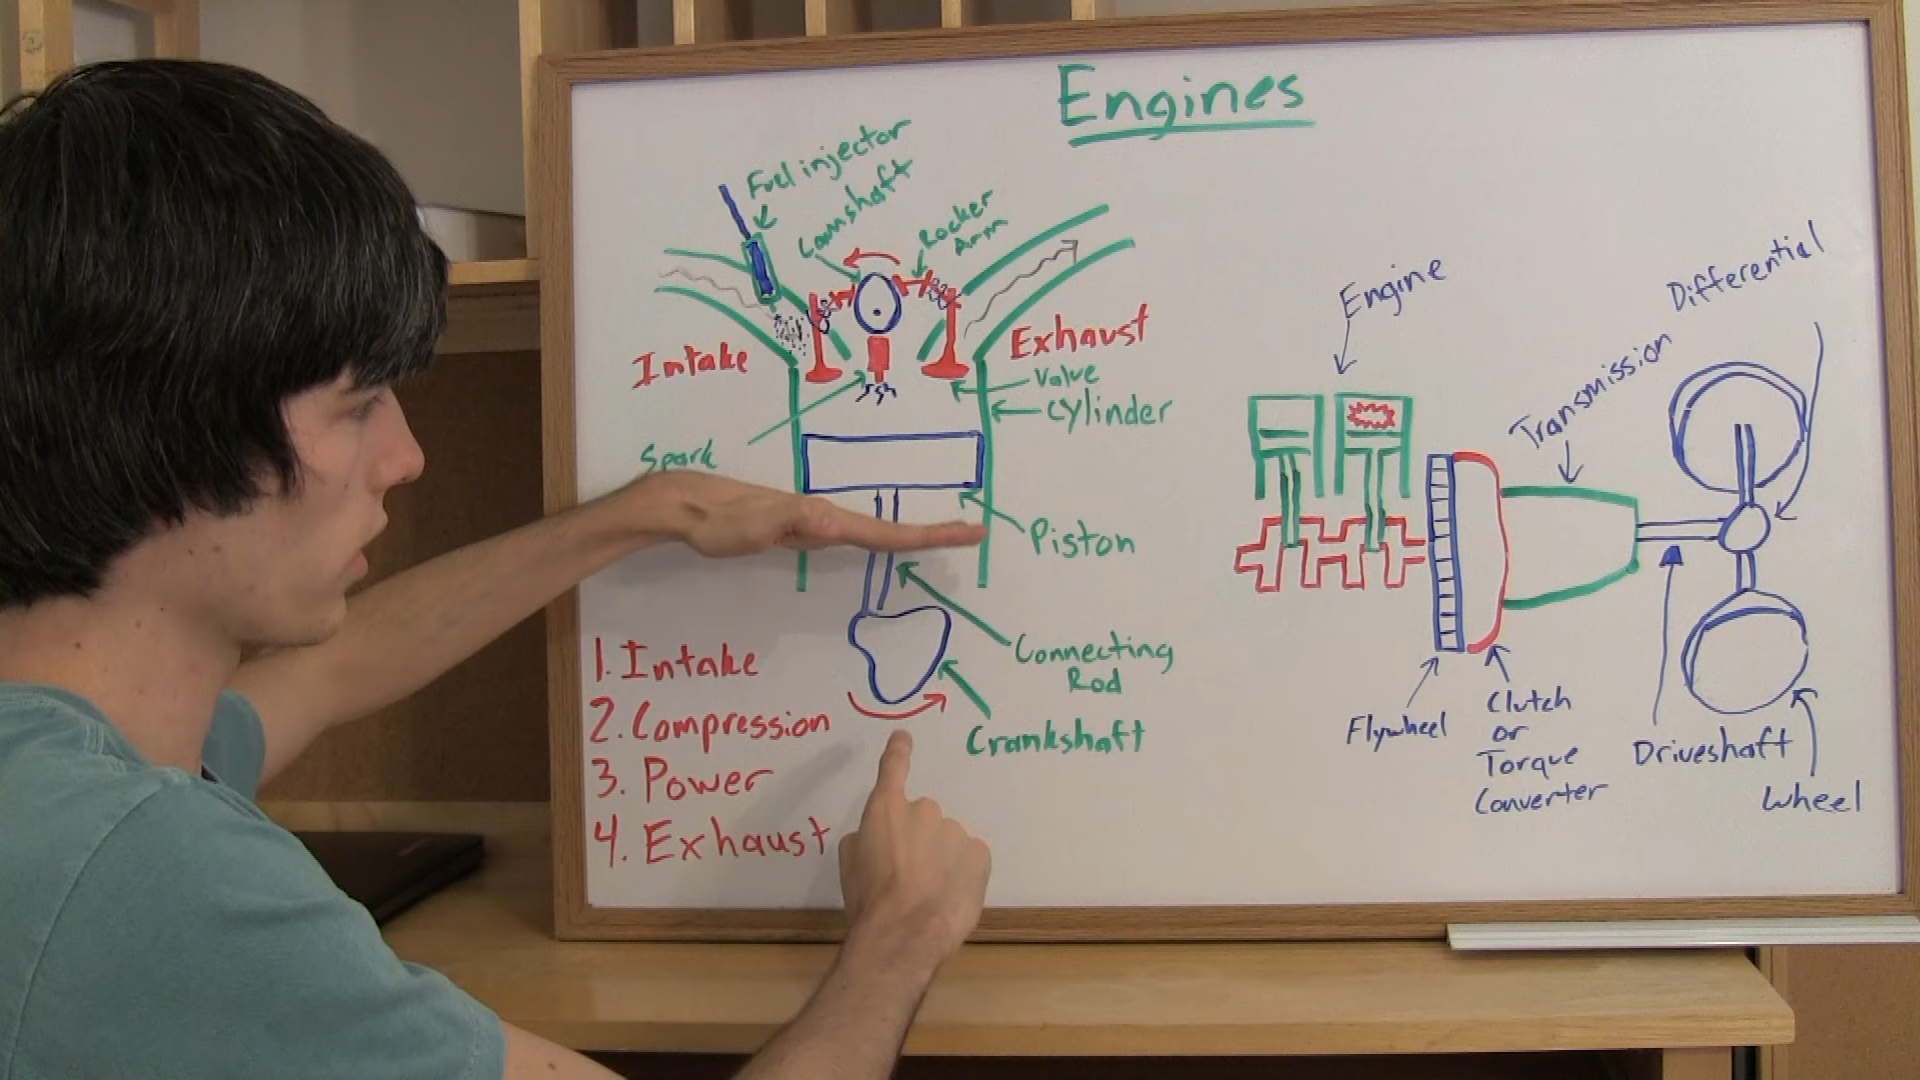 Engines
Fuel injector
Camshaft
Rocker
Arm
Intake
Exhaust
Valve
Cylinder
Spark
Piston
Connecting
Rod
Crankshaft
1. Intake
2. Compression
3. Power
4. Exhaust
Engine
Transmission
Differential
Flywheel
Clutch
or
Torque
Converter
Driveshaft
Wheel